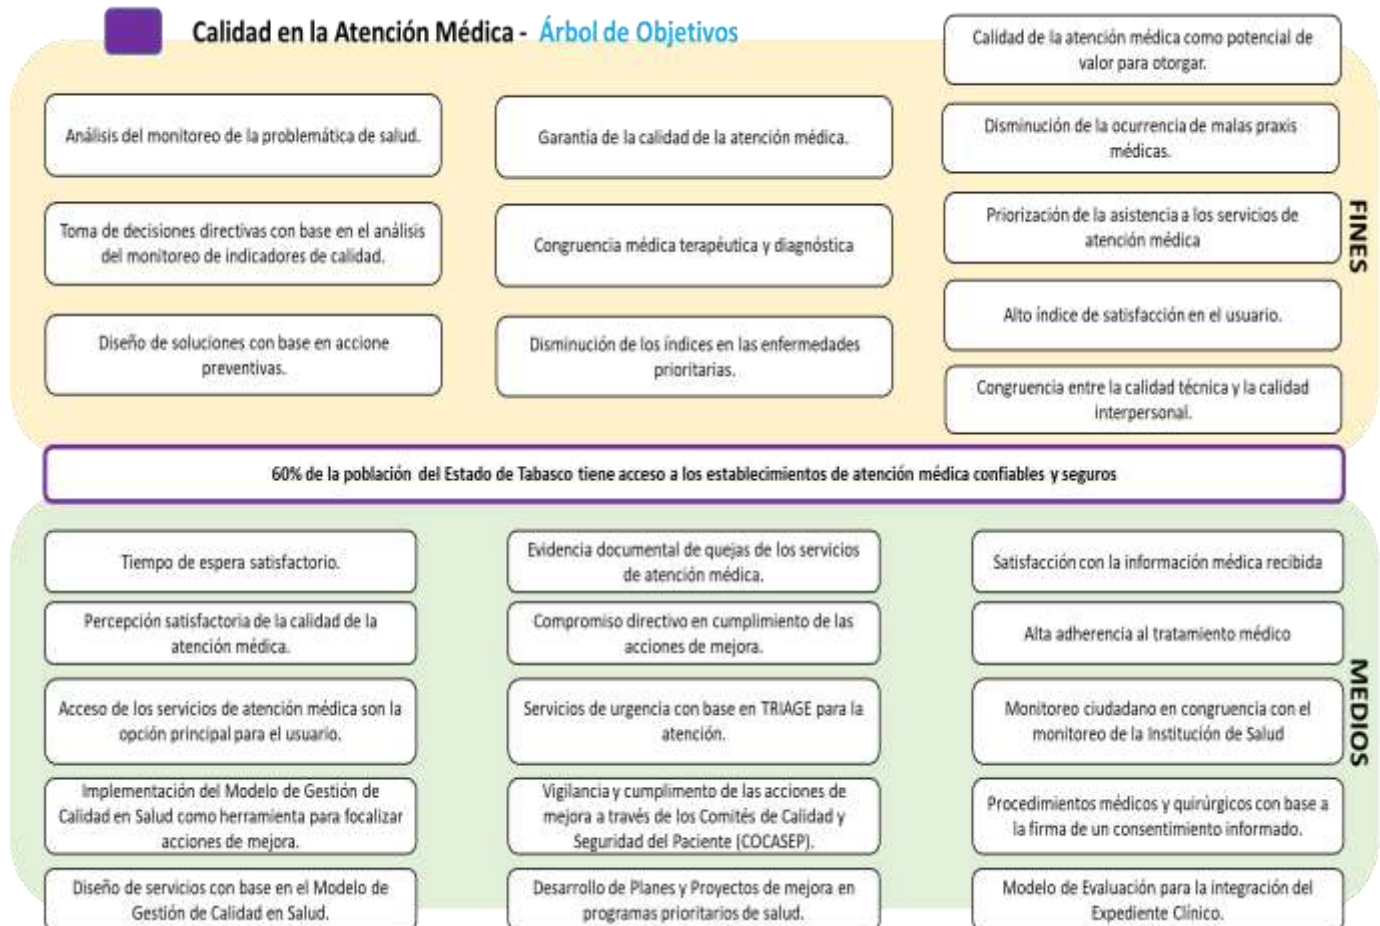 Calidad en la Atención Médica - Árbol de Objetivos
Análisis del monitoreo de la problemática de salud.
Toma de decisiones directivas con base en el análisis
del monitoreo de indicadores de calidad.
Diseño de soluciones con base en accione
preventivas.
Garantía de la calidad de la atención médica.
Congruencia médica terapéutica y diagnóstica
Disminución de los índices en las enfermedades
prioritarias.
Calidad de la atención médica como potencial de
valor para otorgar.
Disminución de la ocurrencia de malas praxis
médicas.
Priorización de la asistencia a los servicios de
atención médica
Alto índice de satisfacción en el usuario.
Congruencia entre la calidad técnica y la calidad
interpersonal.
FINES
60% de la población del Estado de Tabasco tiene acceso a los establecimientos de atención médica confiables y seguros
Tiempo de espera satisfactorio.
Percepción satisfactoria de la calidad de la
atención médica.
Acceso de los servicios de atención médica son la
opción principal para el usuario.
Implementación del Modelo de Gestión de
Calidad en Salud como herramienta para focalizar
acciones de mejora.
Diseño de servicios con base en el Modelo de
Gestión de Calidad en Salud.
Evidencia documental de quejas de los servicios
de atención médica.
Compromiso directivo en cumplimiento de las
acciones de mejora.
Servicios de urgencia con base en TRIAGE para la
atención.
Vigilancia y cumplimento de las acciones de
mejora a través de los Comités de Calidad y
Seguridad del Paciente (COCASEP).
Desarrollo de Planes y Proyectos de mejora en
programas prioritarios de salud.
Satisfacción con la información médica recibida
Alta adherencia al tratamiento médico
Monitoreo ciudadano en congruencia con el
monitoreo de la Institución de Salud
Procedimientos médicos y quirúrgicos con base a
la firma de un consentimiento informado.
Modelo de Evaluación para la integración del
Expediente Clínico.
MEDIOS